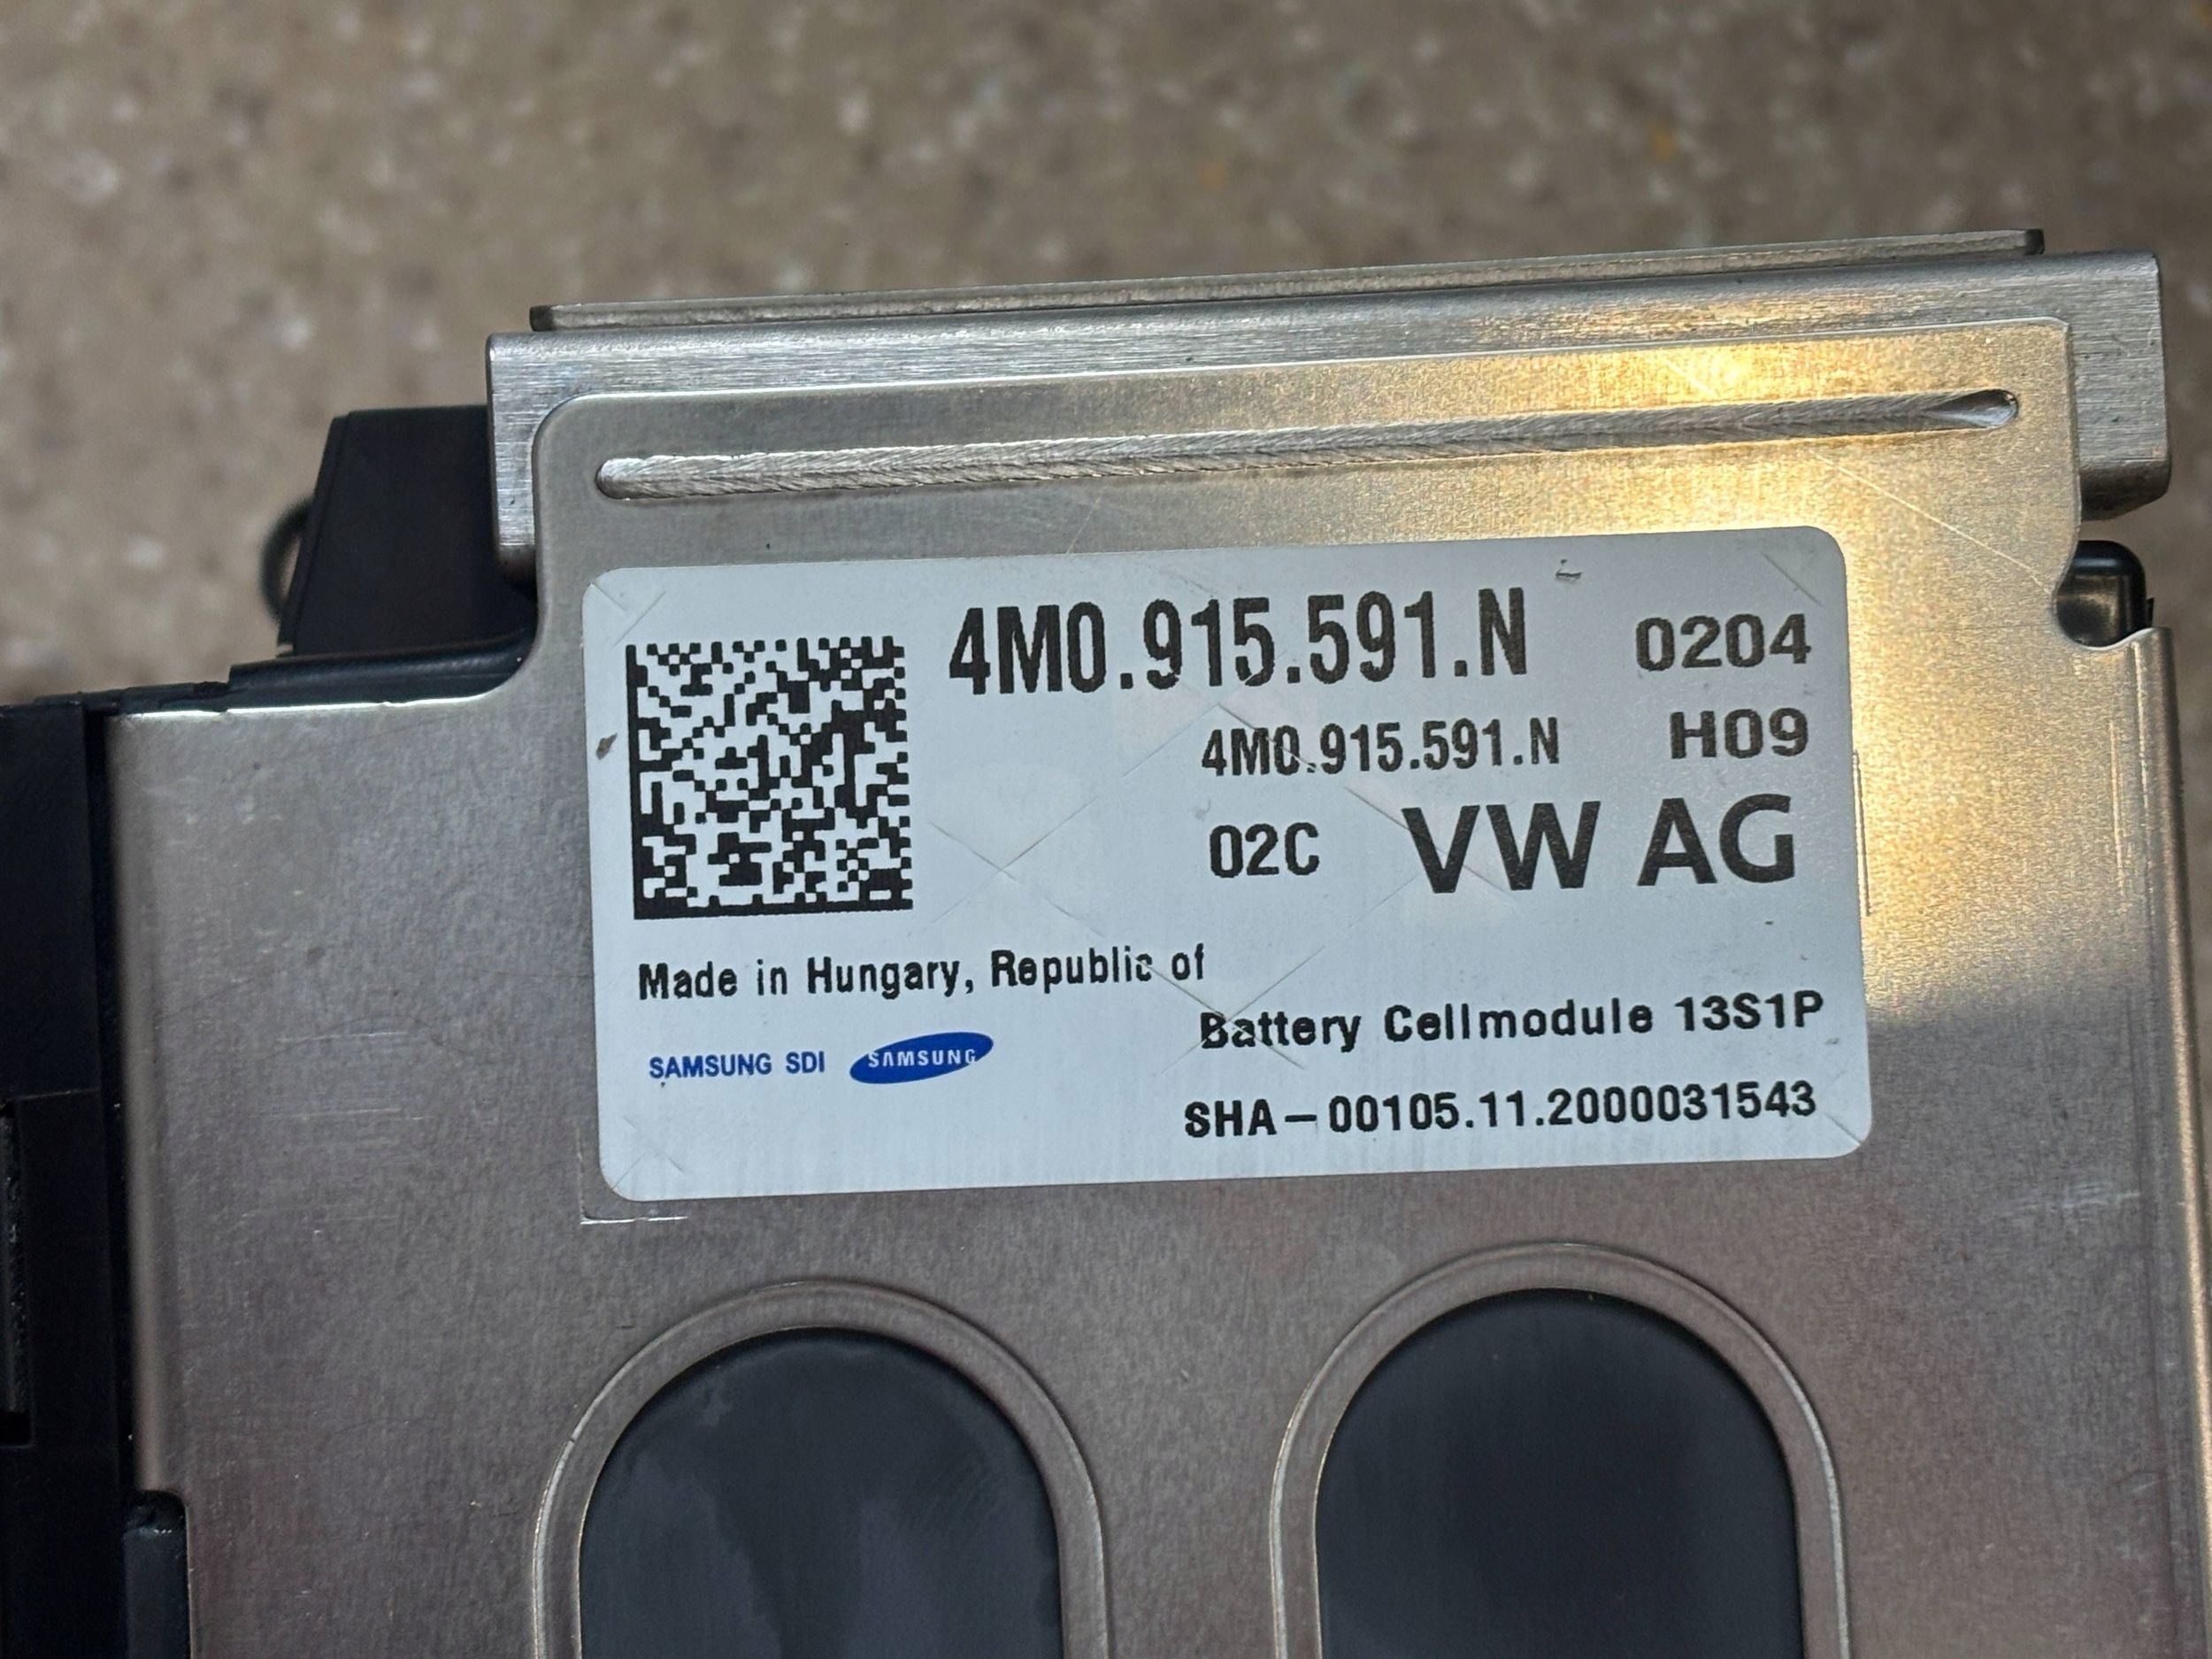 4M0.915.591.N 0204
4M0.915.591.N H09
02C VW AG
Made in Hungary, Republic of
Battery Cellmodule 13S1P
SAMSUNG SDI SAMSUNG
SHA-00105.11.2000031543